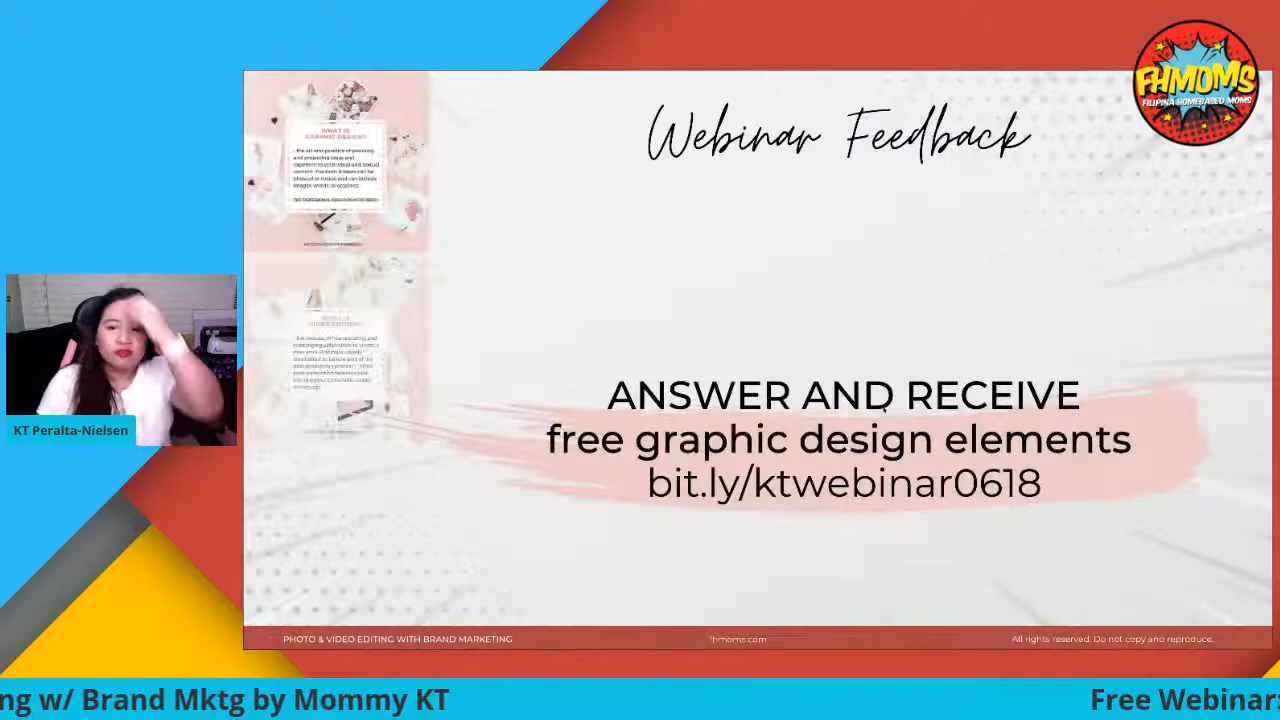 FHMOMS
FILIPINA HOMEBASED MOMS
Webinar Feedback
WHAT IS
GRAPHIC DESIGN?
ANSWER AND RECEIVE
free graphic design elements
bit.ly/ktwebinar0618
KT Peralta-Nielsen
PHOTO & VIDEO EDITING WITH BRAND MARKETING
fhmoms.com
All rights reserved. Do not copy and reproduce.
ng w/ Brand Mktg by Mommy KT
Free Webinar: